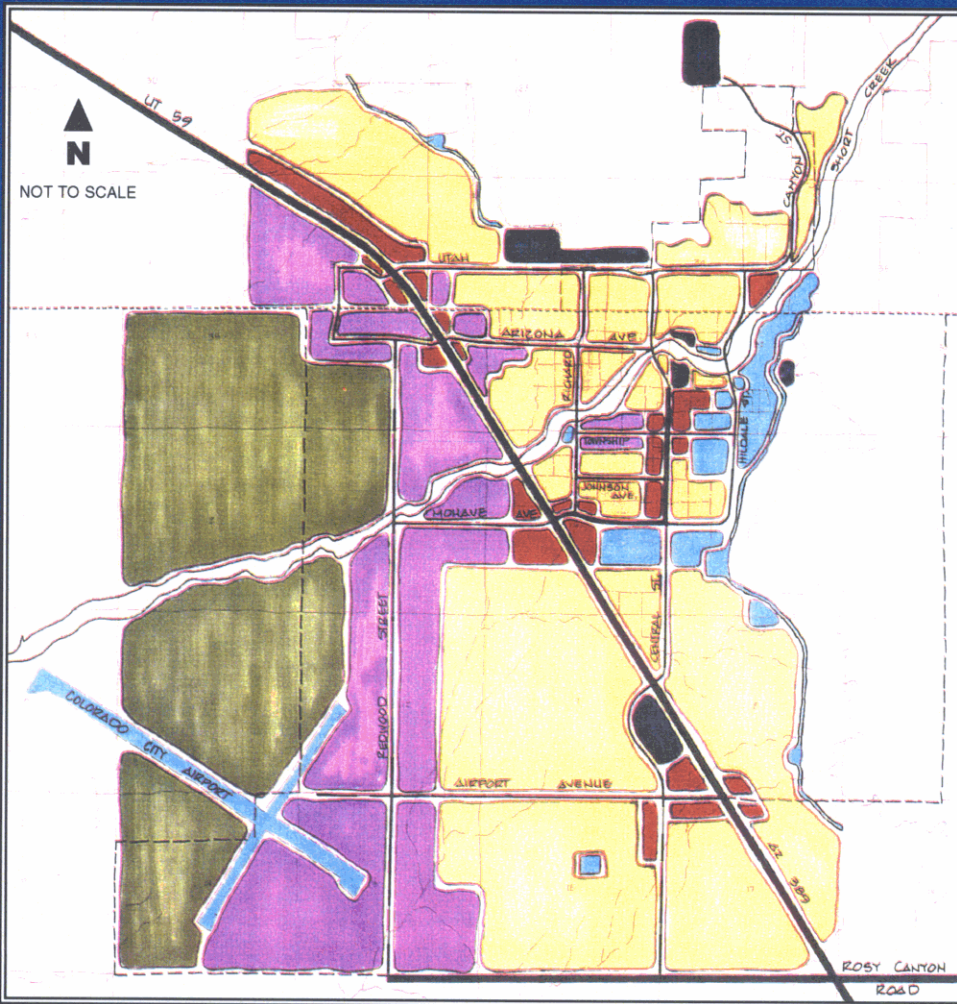 UT 59
N
NOT TO SCALE
CANYON ST
SHORT CREEK
UTAH
ARIZONA AVE
RICHARD
HILDALE ST.
TOWNSHIP
JOHNSON AVE.
MOHAVE AVE
CENTRAL ST.
REDWOOD STREET
COLORADO CITY AIRPORT
AIRPORT AVENUE
AZ 389
ROSY CANYON
ROAD